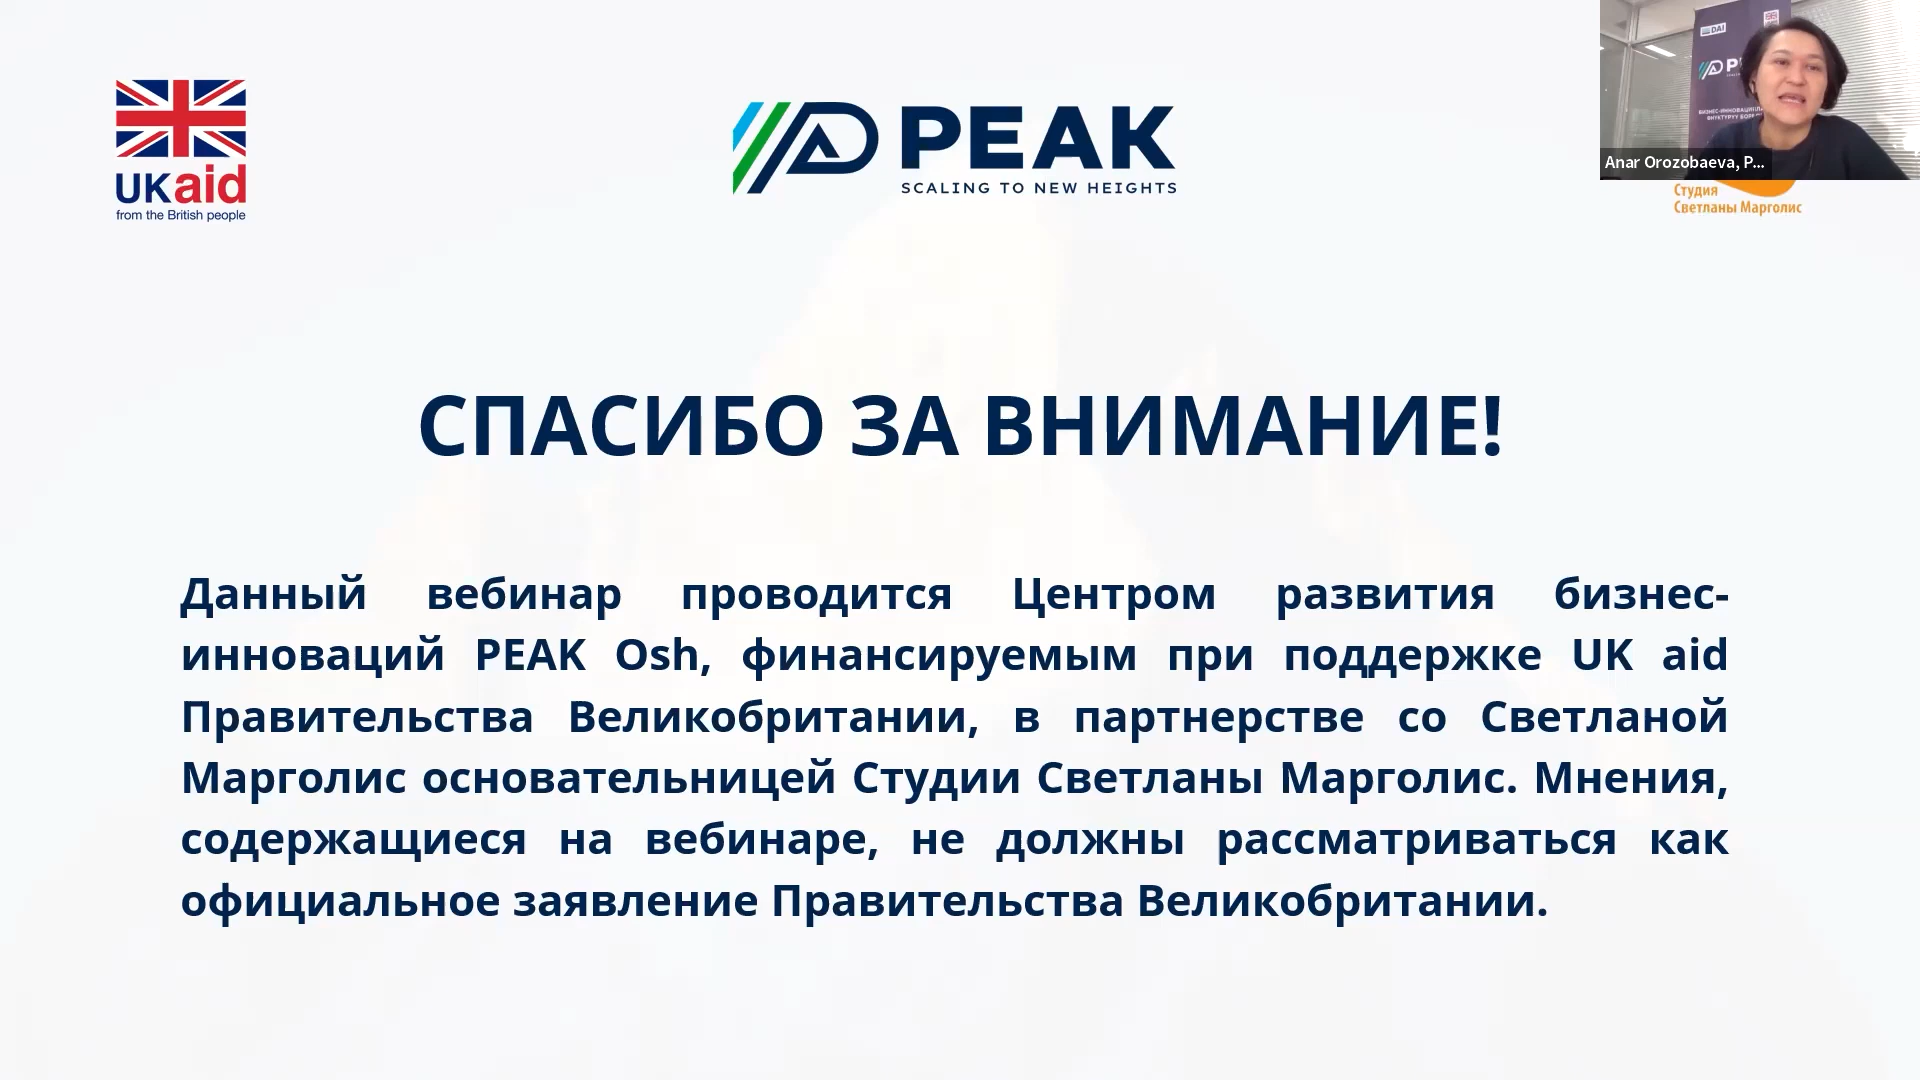 UKaid
from the British people
PEAK
SCALING TO NEW HEIGHTS
DAI
Anar Orozobaeva, P...
Студия
Светланы Марголис
СПАСИБО ЗА ВНИМАНИЕ!
Данный вебинар проводится Центром развития бизнес-
инноваций PEAK Osh, финансируемым при поддержке UK aid
Правительства Великобритании, в партнерстве со Светланой
Марголис основательницей Студии Светланы Марголис. Мнения,
содержащиеся на вебинаре, не должны рассматриваться как
официальное заявление Правительства Великобритании.